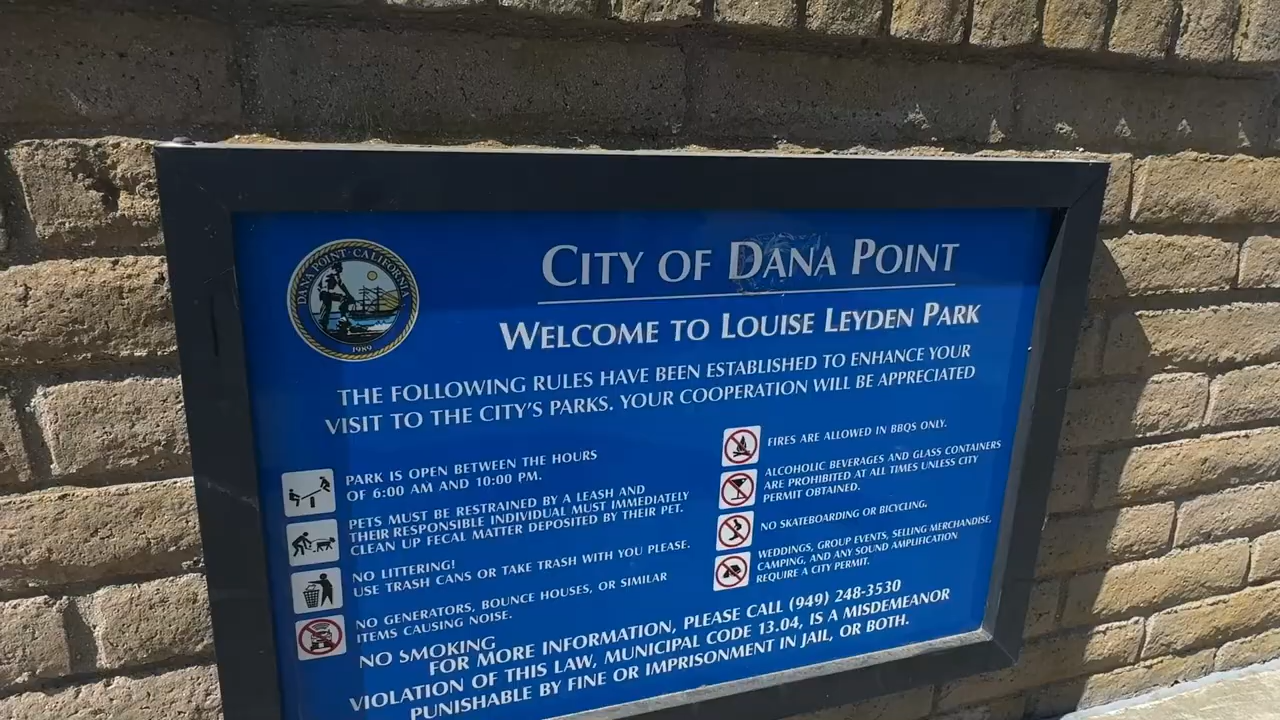 DANA POINT · CALIFORNIA
1989
CITY OF DANA POINT
WELCOME TO LOUISE LEYDEN PARK
THE FOLLOWING RULES HAVE BEEN ESTABLISHED TO ENHANCE YOUR
VISIT TO THE CITY'S PARKS. YOUR COOPERATION WILL BE APPRECIATED
PARK IS OPEN BETWEEN THE HOURS
OF 6:00 AM AND 10:00 PM.
PETS MUST BE RESTRAINED BY A LEASH AND
THEIR RESPONSIBLE INDIVIDUAL MUST IMMEDIATELY
CLEAN UP FECAL MATTER DEPOSITED BY THEIR PET.
NO LITTERING!
USE TRASH CANS OR TAKE TRASH WITH YOU PLEASE.
NO GENERATORS, BOUNCE HOUSES, OR SIMILAR
ITEMS CAUSING NOISE.
NO SMOKING
FIRES ARE ALLOWED IN BBQS ONLY.
ALCOHOLIC BEVERAGES AND GLASS CONTAINERS
ARE PROHIBITED AT ALL TIMES UNLESS CITY
PERMIT OBTAINED.
NO SKATEBOARDING OR BICYCLING.
WEDDINGS, GROUP EVENTS, SELLING MERCHANDISE,
CAMPING, AND ANY SOUND AMPLIFICATION
REQUIRE A CITY PERMIT.
FOR MORE INFORMATION, PLEASE CALL (949) 248-3530
VIOLATION OF THIS LAW, MUNICIPAL CODE 13.04, IS A MISDEMEANOR
PUNISHABLE BY FINE OR IMPRISONMENT IN JAIL, OR BOTH.